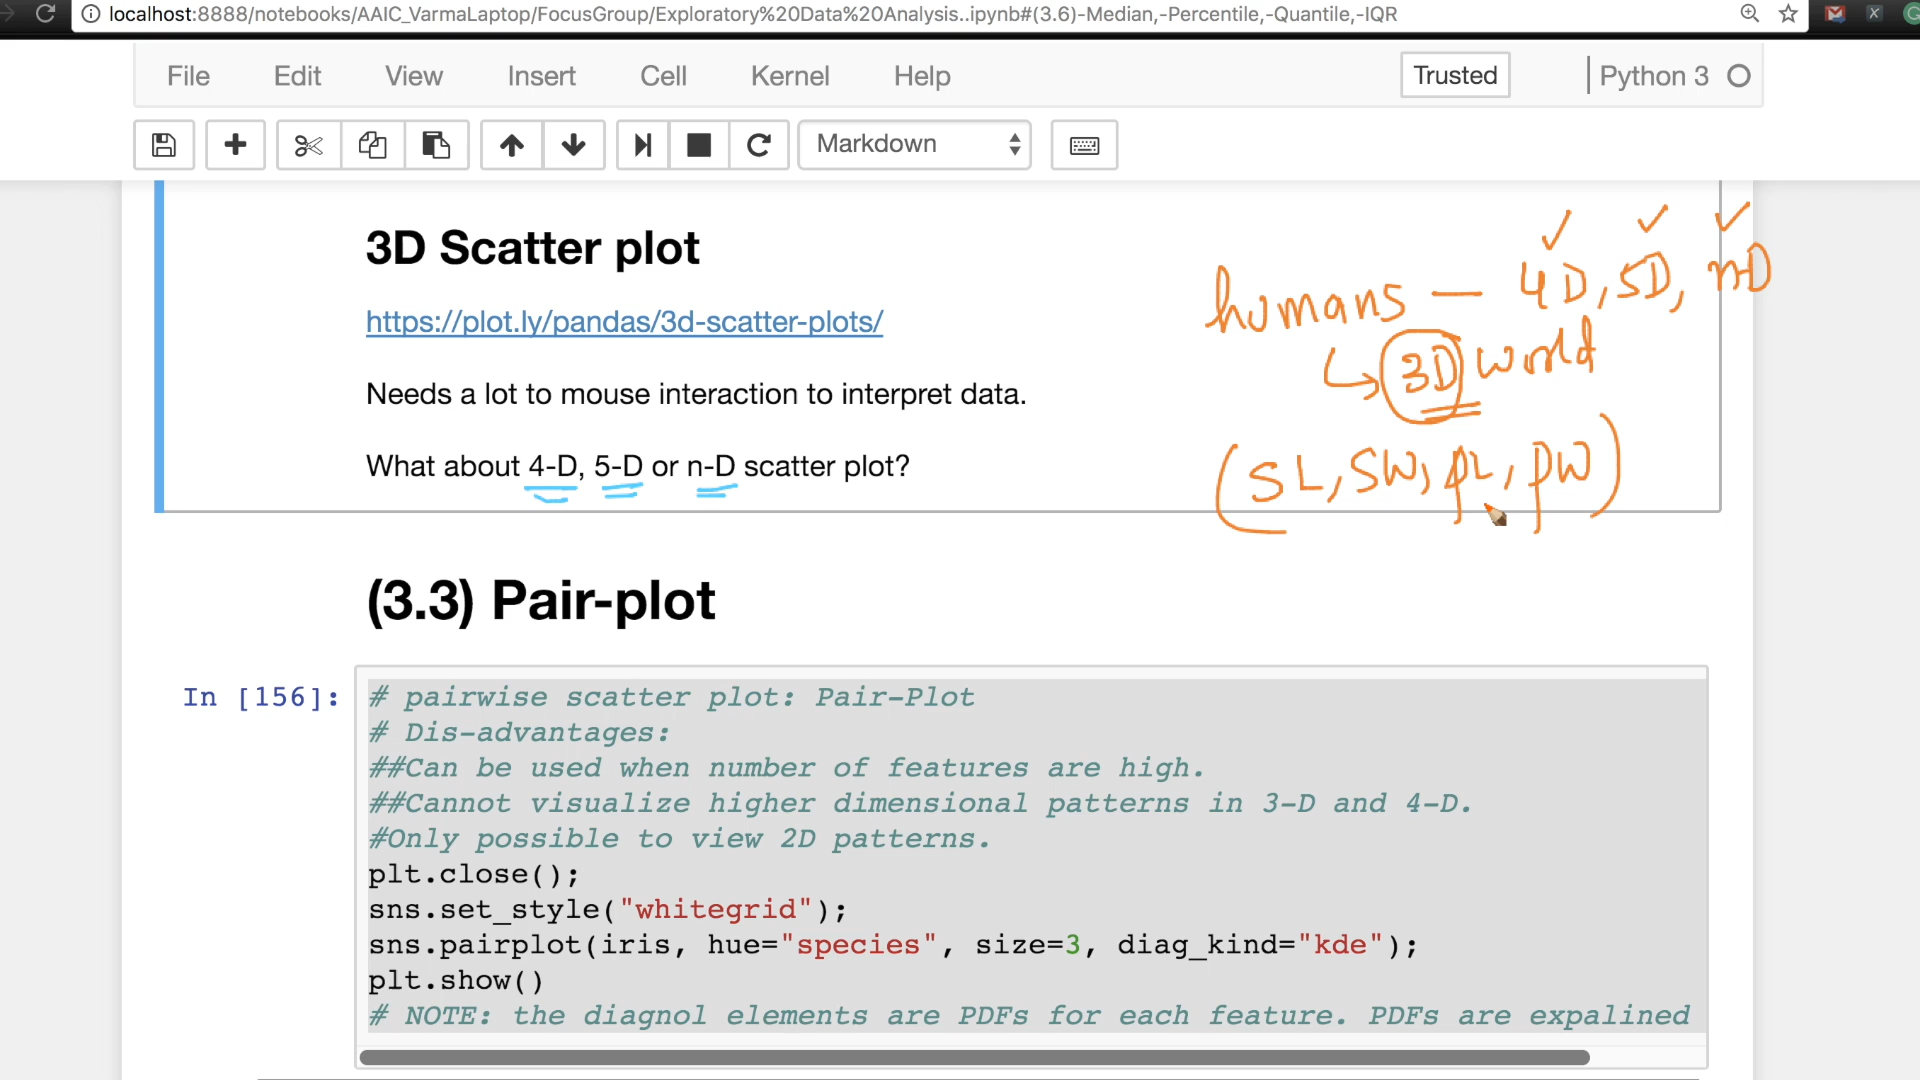 localhost:8888/notebooks/AAIC_VarmaLaptop/FocusGroup/Exploratory%20Data%20Analysis..ipynb#(3.6)-Median,-Percentile,-Quantile,-IQR
File Edit View Insert Cell Kernel Help Trusted Python 3
Markdown
3D Scatter plot
humans — 4D, 5D, nD
https://plot.ly/pandas/3d-scatter-plots/
3D world
Needs a lot to mouse interaction to interpret data.
What about 4-D, 5-D or n-D scatter plot?
(SL, SW, PL, PW)
(3.3) Pair-plot
In [156]:
# pairwise scatter plot: Pair-Plot
# Dis-advantages:
##Can be used when number of features are high.
##Cannot visualize higher dimensional patterns in 3-D and 4-D.
#Only possible to view 2D patterns.
plt.close();
sns.set_style("whitegrid");
sns.pairplot(iris, hue="species", size=3, diag_kind="kde");
plt.show()
# NOTE: the diagnol elements are PDFs for each feature. PDFs are expalined